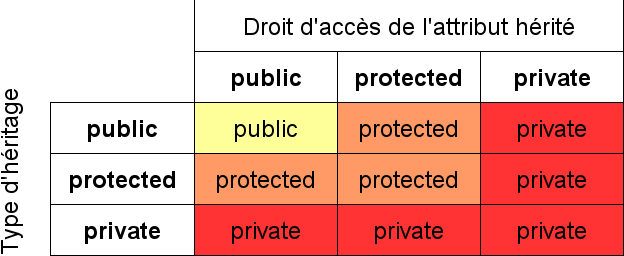 Droit d'accès de l'attribut hérité
public protected private
Type d'héritage
public public protected private
protected protected protected private
private private private private